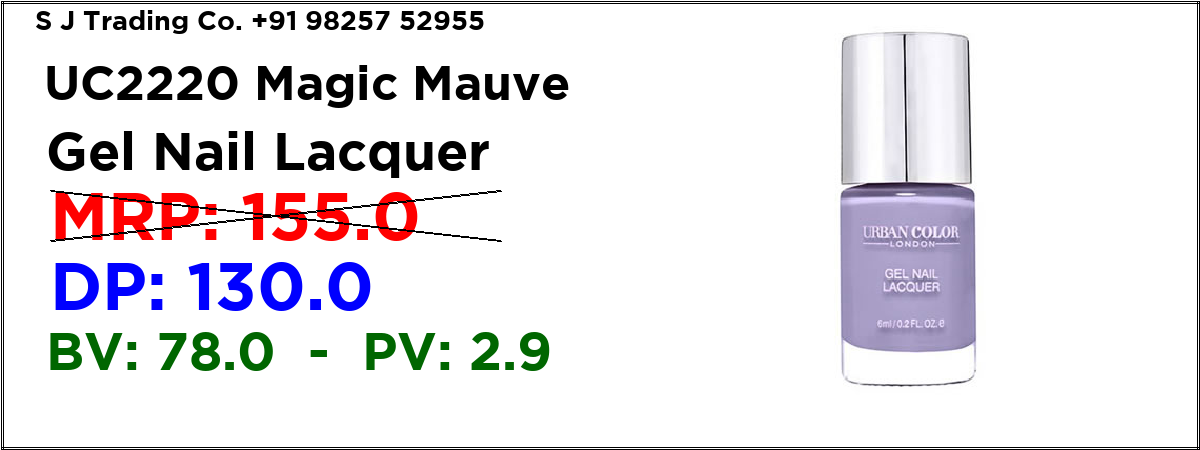 S J Trading Co. +91 98257 52955
UC2220 Magic Mauve
Gel Nail Lacquer
MRP: 155.0
DP: 130.0
BV: 78.0 - PV: 2.9
URBAN COLOR
LONDON
GEL NAIL
LACQUER
6ml / 0.2 FL. OZ. e